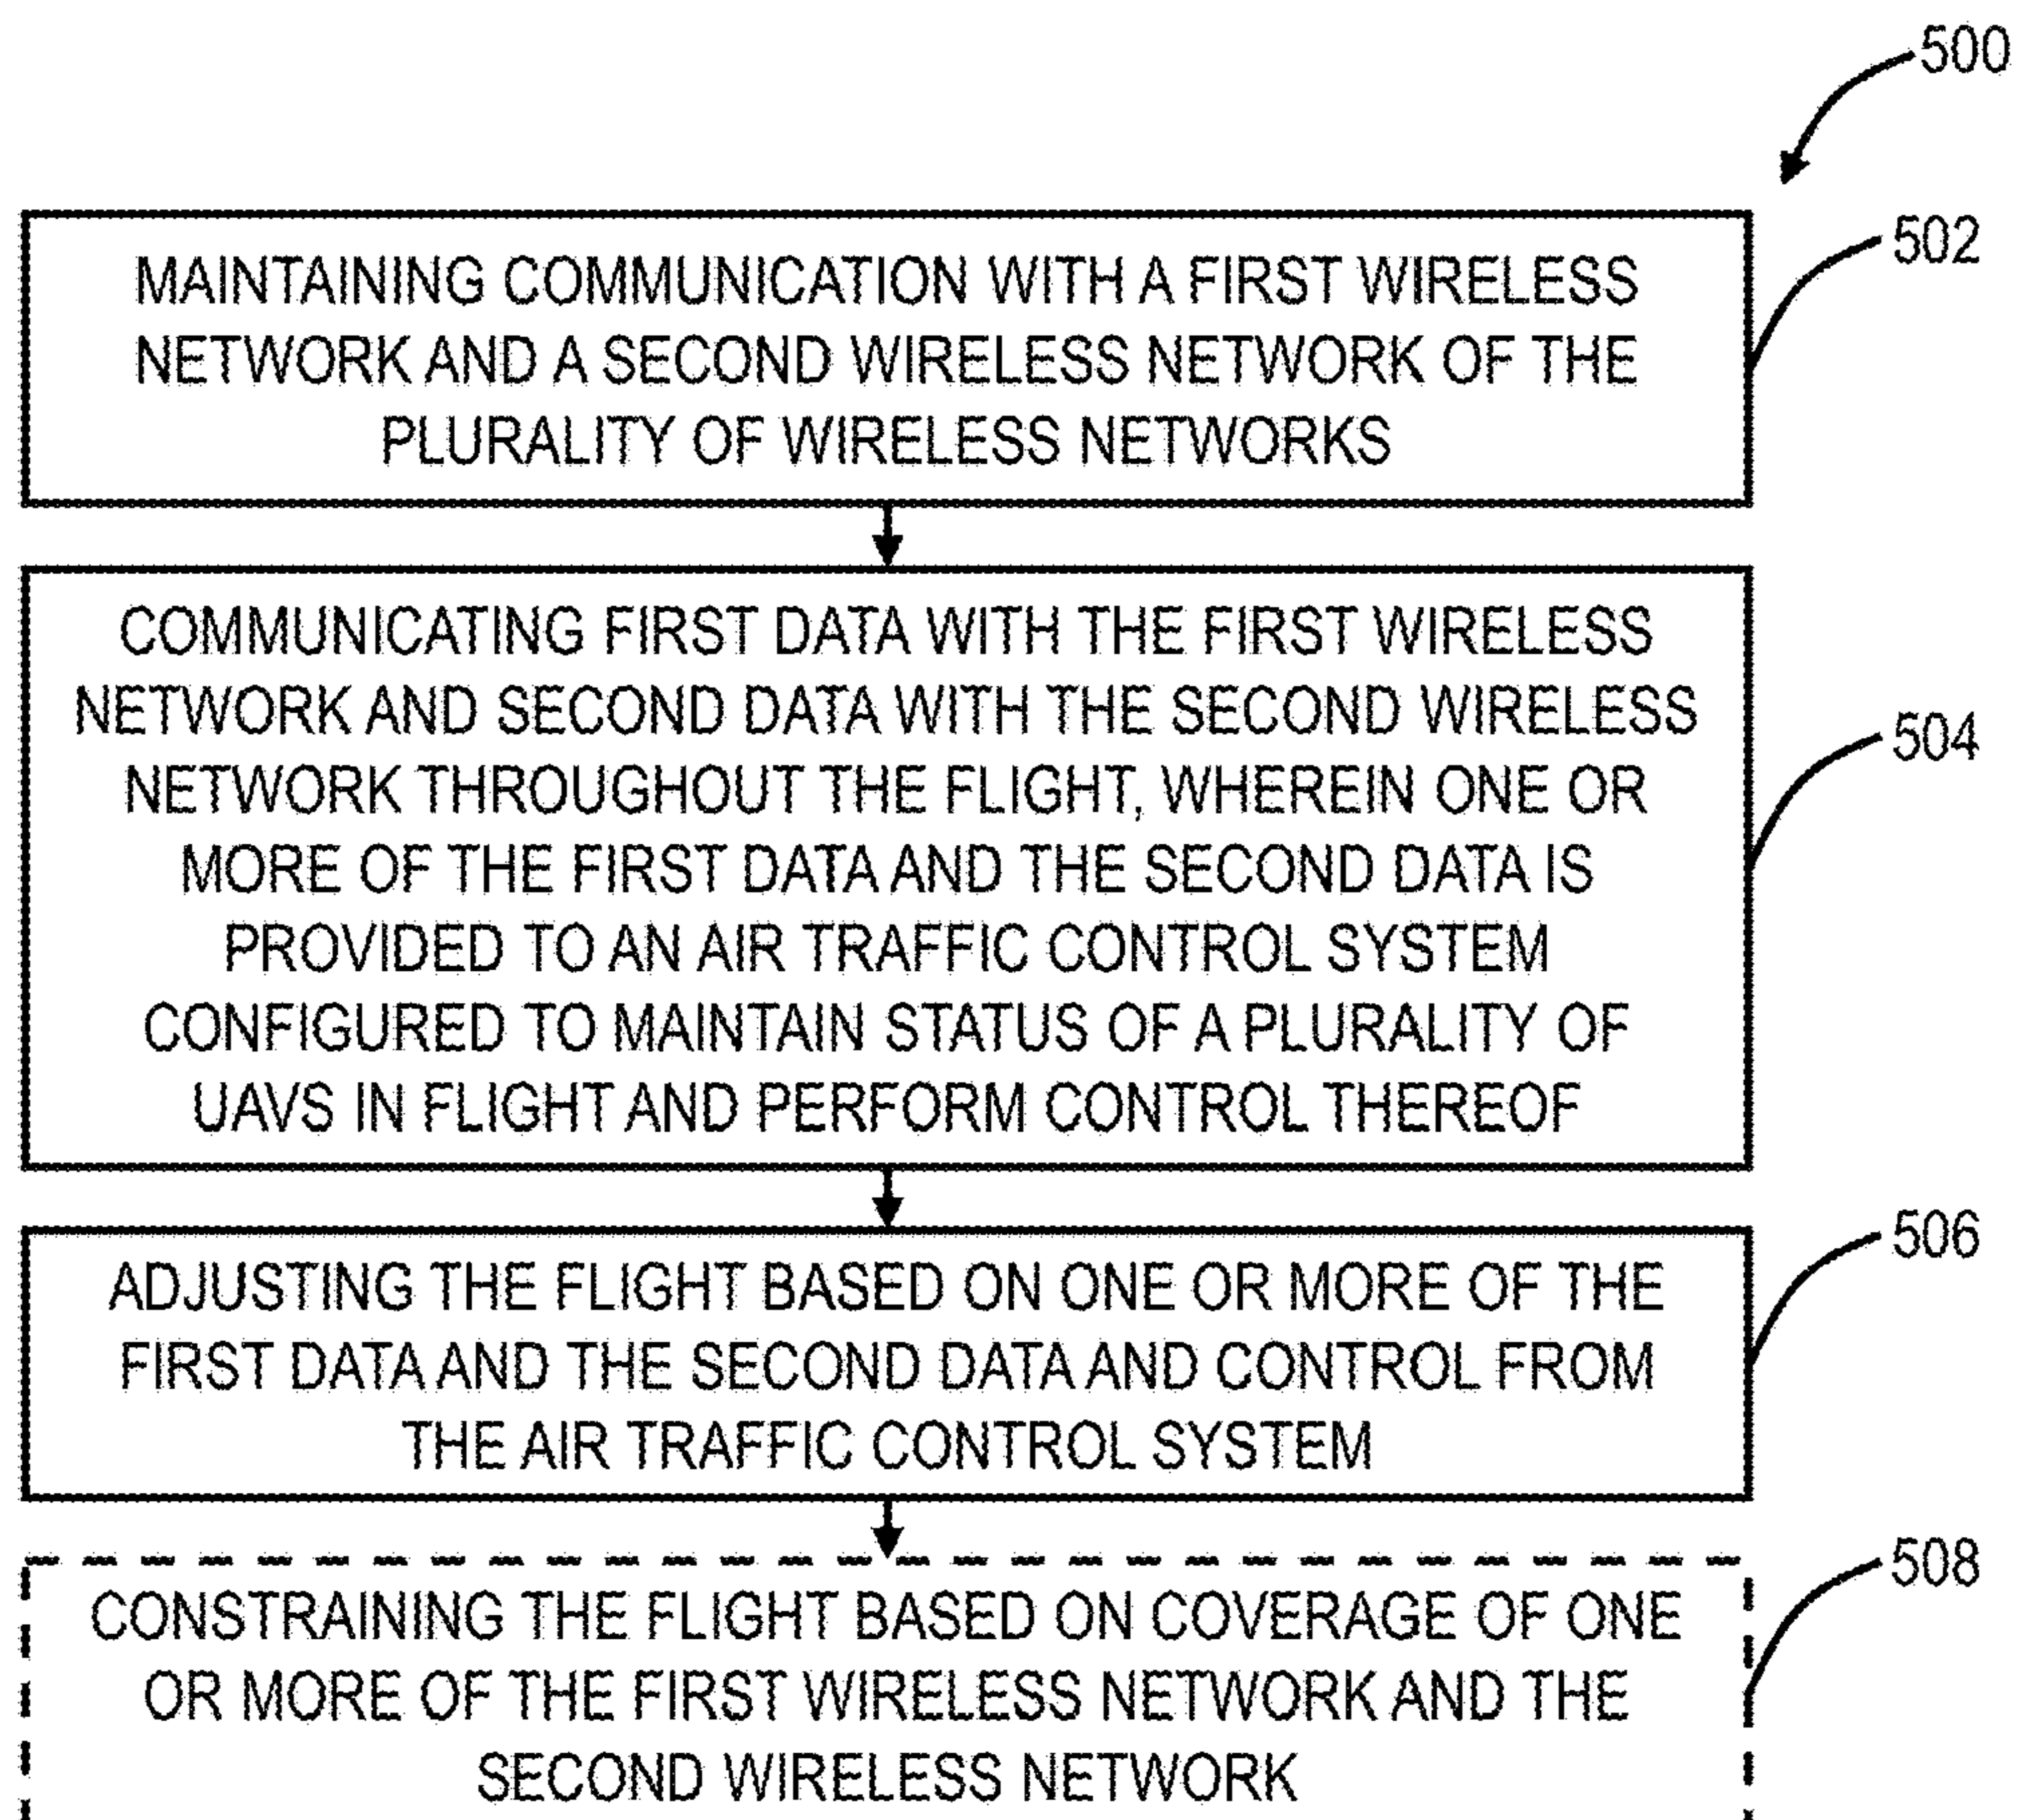 500
502
MAINTAINING COMMUNICATION WITH A FIRST WIRELESS
NETWORK AND A SECOND WIRELESS NETWORK OF THE
PLURALITY OF WIRELESS NETWORKS
COMMUNICATING FIRST DATA WITH THE FIRST WIRELESS
NETWORK AND SECOND DATA WITH THE SECOND WIRELESS
NETWORK THROUGHOUT THE FLIGHT, WHEREIN ONE OR
MORE OF THE FIRST DATA AND THE SECOND DATA IS
PROVIDED TO AN AIR TRAFFIC CONTROL SYSTEM
CONFIGURED TO MAINTAIN STATUS OF A PLURALITY OF
UAVS IN FLIGHT AND PERFORM CONTROL THEREOF
504
ADJUSTING THE FLIGHT BASED ON ONE OR MORE OF THE
FIRST DATA AND THE SECOND DATA AND CONTROL FROM
THE AIR TRAFFIC CONTROL SYSTEM
506
CONSTRAINING THE FLIGHT BASED ON COVERAGE OF ONE
OR MORE OF THE FIRST WIRELESS NETWORK AND THE
SECOND WIRELESS NETWORK
508